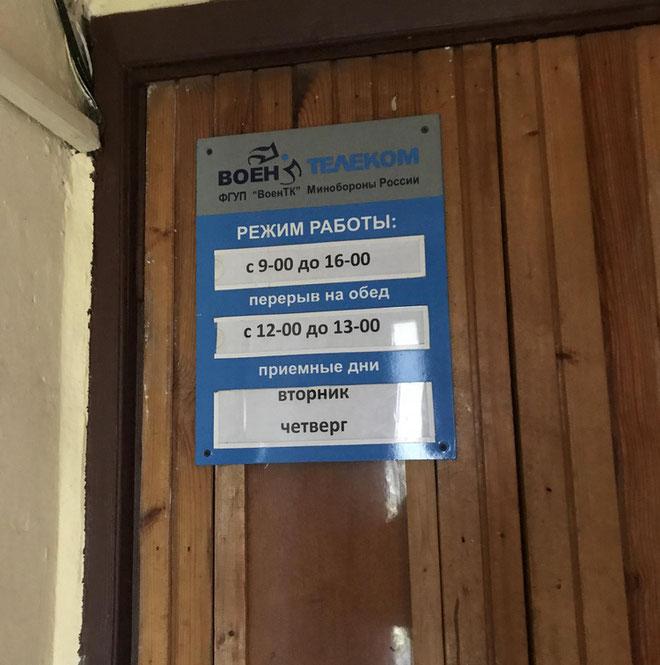 ВОЕН ТЕЛЕКОМ
ФГУП "ВоенТК" Минобороны России
РЕЖИМ РАБОТЫ:
с 9-00 до 16-00
перерыв на обед
с 12-00 до 13-00
приемные дни
вторник
четверг